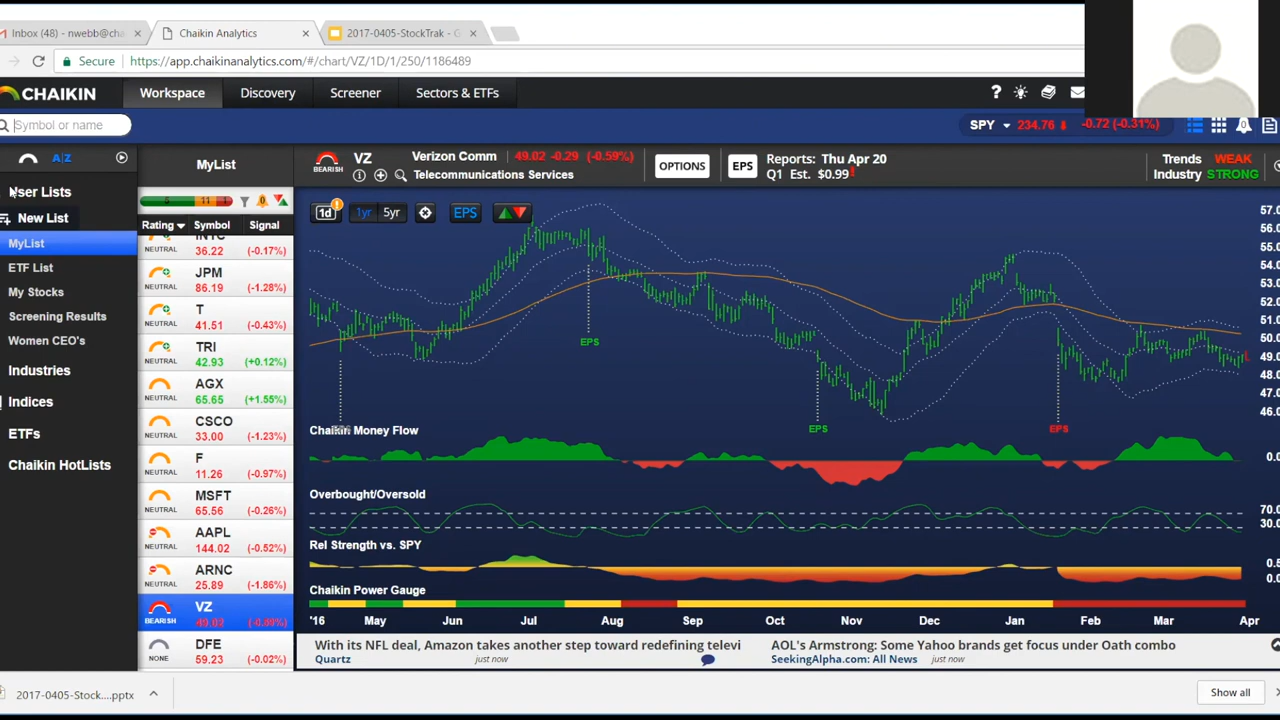 Inbox (48) - nwebb@cha
Chaikin Analytics
2017-0405-StockTrak - G
Secure
https://app.chaikinanalytics.com/#/chart/VZ/1D/1/250/1186489
CHAIKIN
Workspace
Discovery
Screener
Sectors & ETFs
?
Symbol or name
SPY
234.76
-0.72 (-0.31%)
A|Z
User Lists
New List
MyList
ETF List
My Stocks
Screening Results
Women CEO's
Industries
Indices
ETFs
Chaikin HotLists
MyList
5
11
1
0
Rating
Symbol
Signal
INTC
NEUTRAL
36.22
(-0.17%)
JPM
NEUTRAL
86.19
(-1.28%)
T
NEUTRAL
41.51
(-0.43%)
TRI
NEUTRAL
42.93
(+0.12%)
AGX
NEUTRAL
65.65
(+1.55%)
CSCO
NEUTRAL
33.00
(-1.23%)
F
NEUTRAL
11.26
(-0.97%)
MSFT
NEUTRAL
65.56
(-0.26%)
AAPL
NEUTRAL
144.02
(-0.52%)
ARNC
NEUTRAL
25.89
(-1.86%)
VZ
BEARISH
49.02
(-0.59%)
DFE
NONE
59.23
(-0.02%)
BEARISH
VZ
Verizon Comm
49.02 -0.29 (-0.59%)
Telecommunications Services
OPTIONS
EPS
Reports: Thu Apr 20
Q1 Est. $0.99
Trends WEAK
Industry STRONG
1d
1yr
5yr
EPS
57.0
56.0
55.0
54.0
53.0
52.0
51.0
50.0
49.0
48.0
47.0
46.0
EPS
EPS
EPS
EPS
Chaikin Money Flow
0.0
Overbought/Oversold
70.0
30.0
Rel Strength vs. SPY
0.5
0.0
Chaikin Power Gauge
'16
May
Jun
Jul
Aug
Sep
Oct
Nov
Dec
Jan
Feb
Mar
Apr
With its NFL deal, Amazon takes another step toward redefining televi
Quartz
just now
AOL's Armstrong: Some Yahoo brands get focus under Oath combo
SeekingAlpha.com: All News
just now
2017-0405-Stock....pptx
Show all